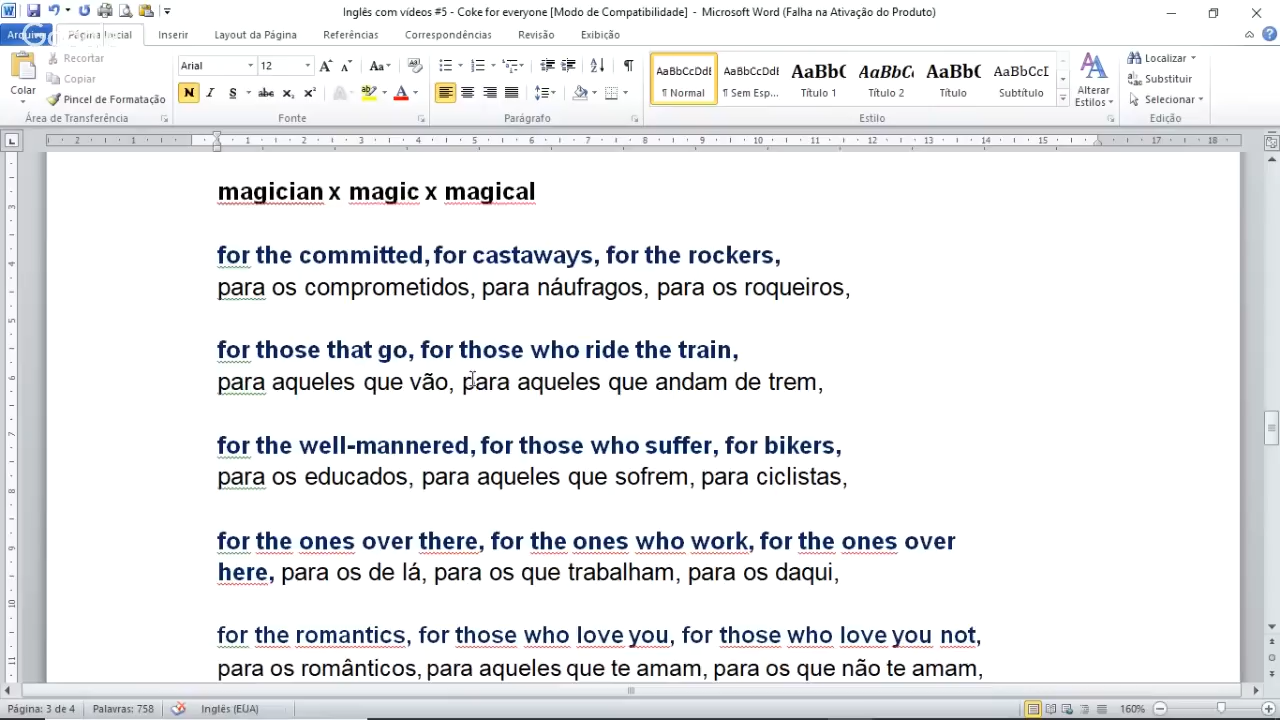 Inglês com vídeos #5 - Coke for everyone [Modo de Compatibilidade] - Microsoft Word (Falha na Ativação do Produto)
Página Inicial Inserir Layout da Página Referências Correspondências Revisão Exibição
Recortar
Copiar
Pincel de Formatação
Colar
Área de Transferência
Arial 12
Fonte
Parágrafo
AaBbCcDdI AaBbCcDdI AaBbC AaBbCc AaBbC AaBbCcI
¶ Normal ¶ Sem Esp... Título 1 Título 2 Título Subtítulo
Alterar Estilos
Estilo
Localizar
Substituir
Selecionar
Edição
magician x magic x magical
for the committed, for castaways, for the rockers,
para os comprometidos, para náufragos, para os roqueiros,
for those that go, for those who ride the train,
para aqueles que vão, para aqueles que andam de trem,
for the well-mannered, for those who suffer, for bikers,
para os educados, para aqueles que sofrem, para ciclistas,
for the ones over there, for the ones who work, for the ones over
here, para os de lá, para os que trabalham, para os daqui,
for the romantics, for those who love you, for those who love you not,
para os românticos, para aqueles que te amam, para os que não te amam,
Página: 3 de 4 Palavras: 758 Inglês (EUA) 160%